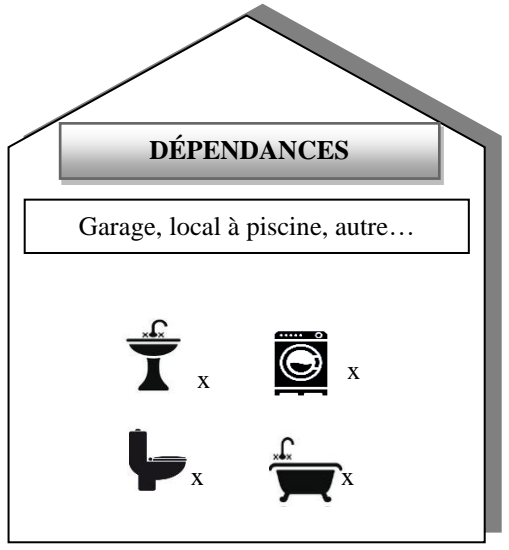 DÉPENDANCES
Garage, local à piscine, autre…
x x
x x